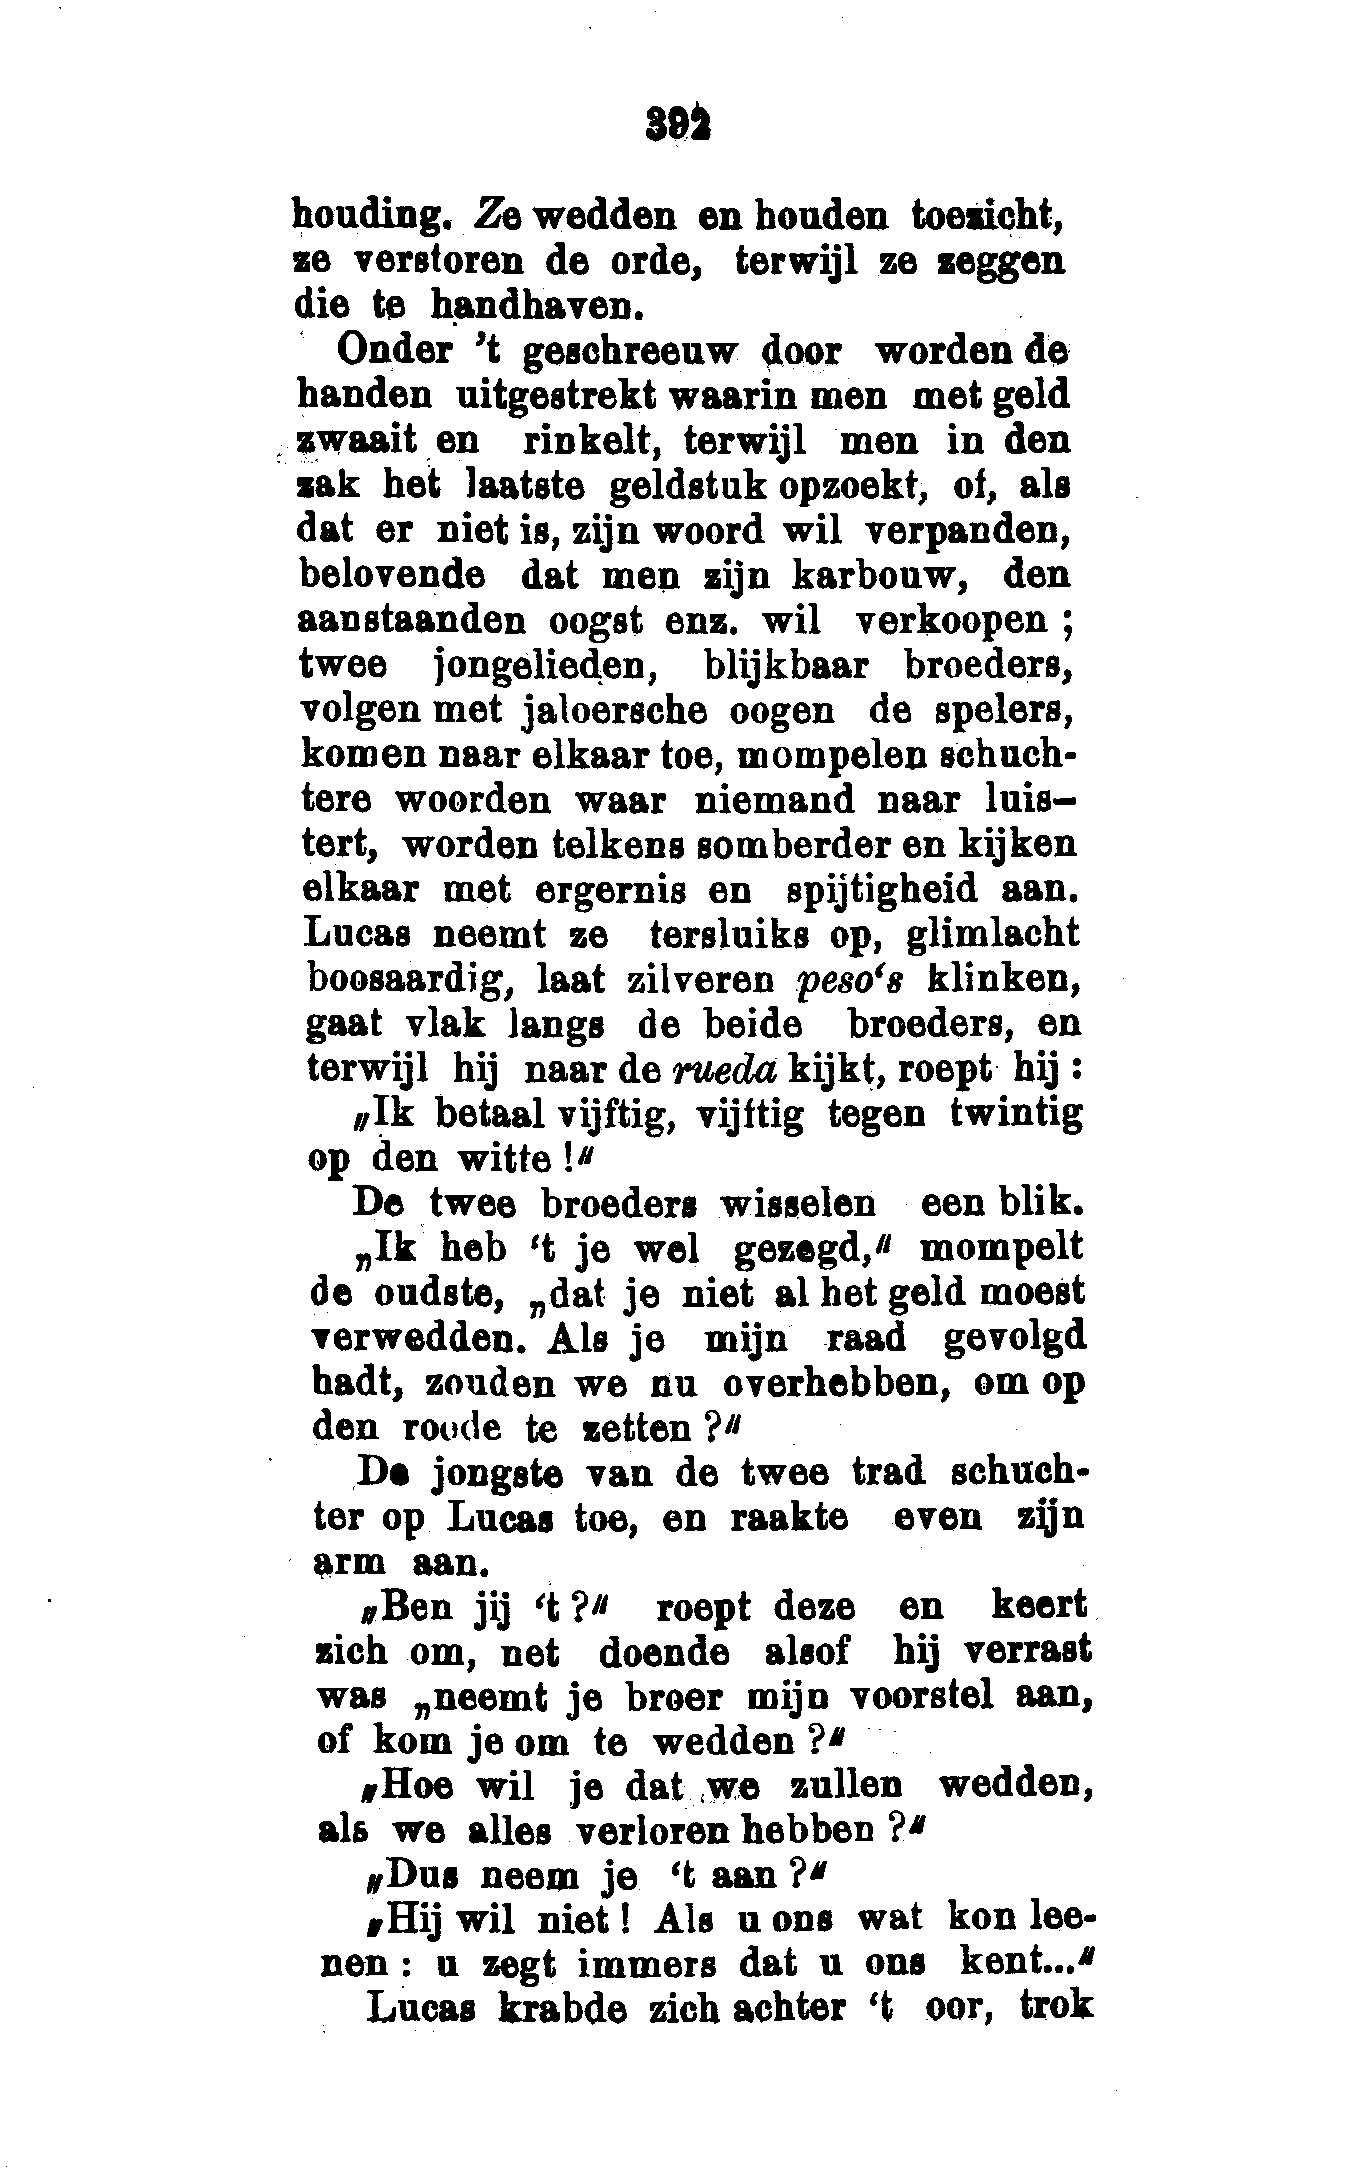 392
houding. Ze wedden en houden toezicht,
ze verstoren de orde, terwijl ze zeggen
die te handhaven.
Onder ’t geschreeuw door worden de
handen uitgestrekt waarin men met geld
zwaait en rinkelt, terwijl men in den
zak het laatste geldstuk opzoekt, of, als
dat er niet is, zijn woord wil verpanden,
belovende dat men zijn karbouw, den
aanstaanden oogst enz. wil verkoopen ;
twee jongelieden, blijkbaar broeders,
volgen met jaloersche oogen de spelers,
komen naar elkaar toe, mompelen schuch-
tere woorden waar niemand naar luis-
tert, worden telkens somberder en kijken
elkaar met ergernis en spijtigheid aan.
Lucas neemt ze tersluiks op, glimlacht
boosaardig, laat zilveren peso‘s klinken,
gaat vlak langs de beide broeders, en
terwijl hij naar de rueda kijkt, roept hij :
„Ik betaal vijftig, vijftig tegen twintig
op den witte !"
De twee broeders wisselen een blik.
„Ik heb ‘t je wel gezegd," mompelt
de oudste, „dat je niet al het geld moest
verwedden. Als je mijn raad gevolgd
hadt, zouden we nu overhebben, om op
den roode te zetten ?"
De jongste van de twee trad schuch-
ter op Lucas toe, en raakte even zijn
arm aan.
„Ben jij ‘t ?" roept deze en keert
zich om, net doende alsof hij verrast
was „neemt je broer mijn voorstel aan,
of kom je om te wedden ?"
„Hoe wil je dat we zullen wedden,
als we alles verloren hebben ?"
„Dus neem je ‘t aan ?"
„Hij wil niet ! Als u ons wat kon lee-
nen : u zegt immers dat u ons kent..."
Lucas krabde zich achter ‘t oor, trok